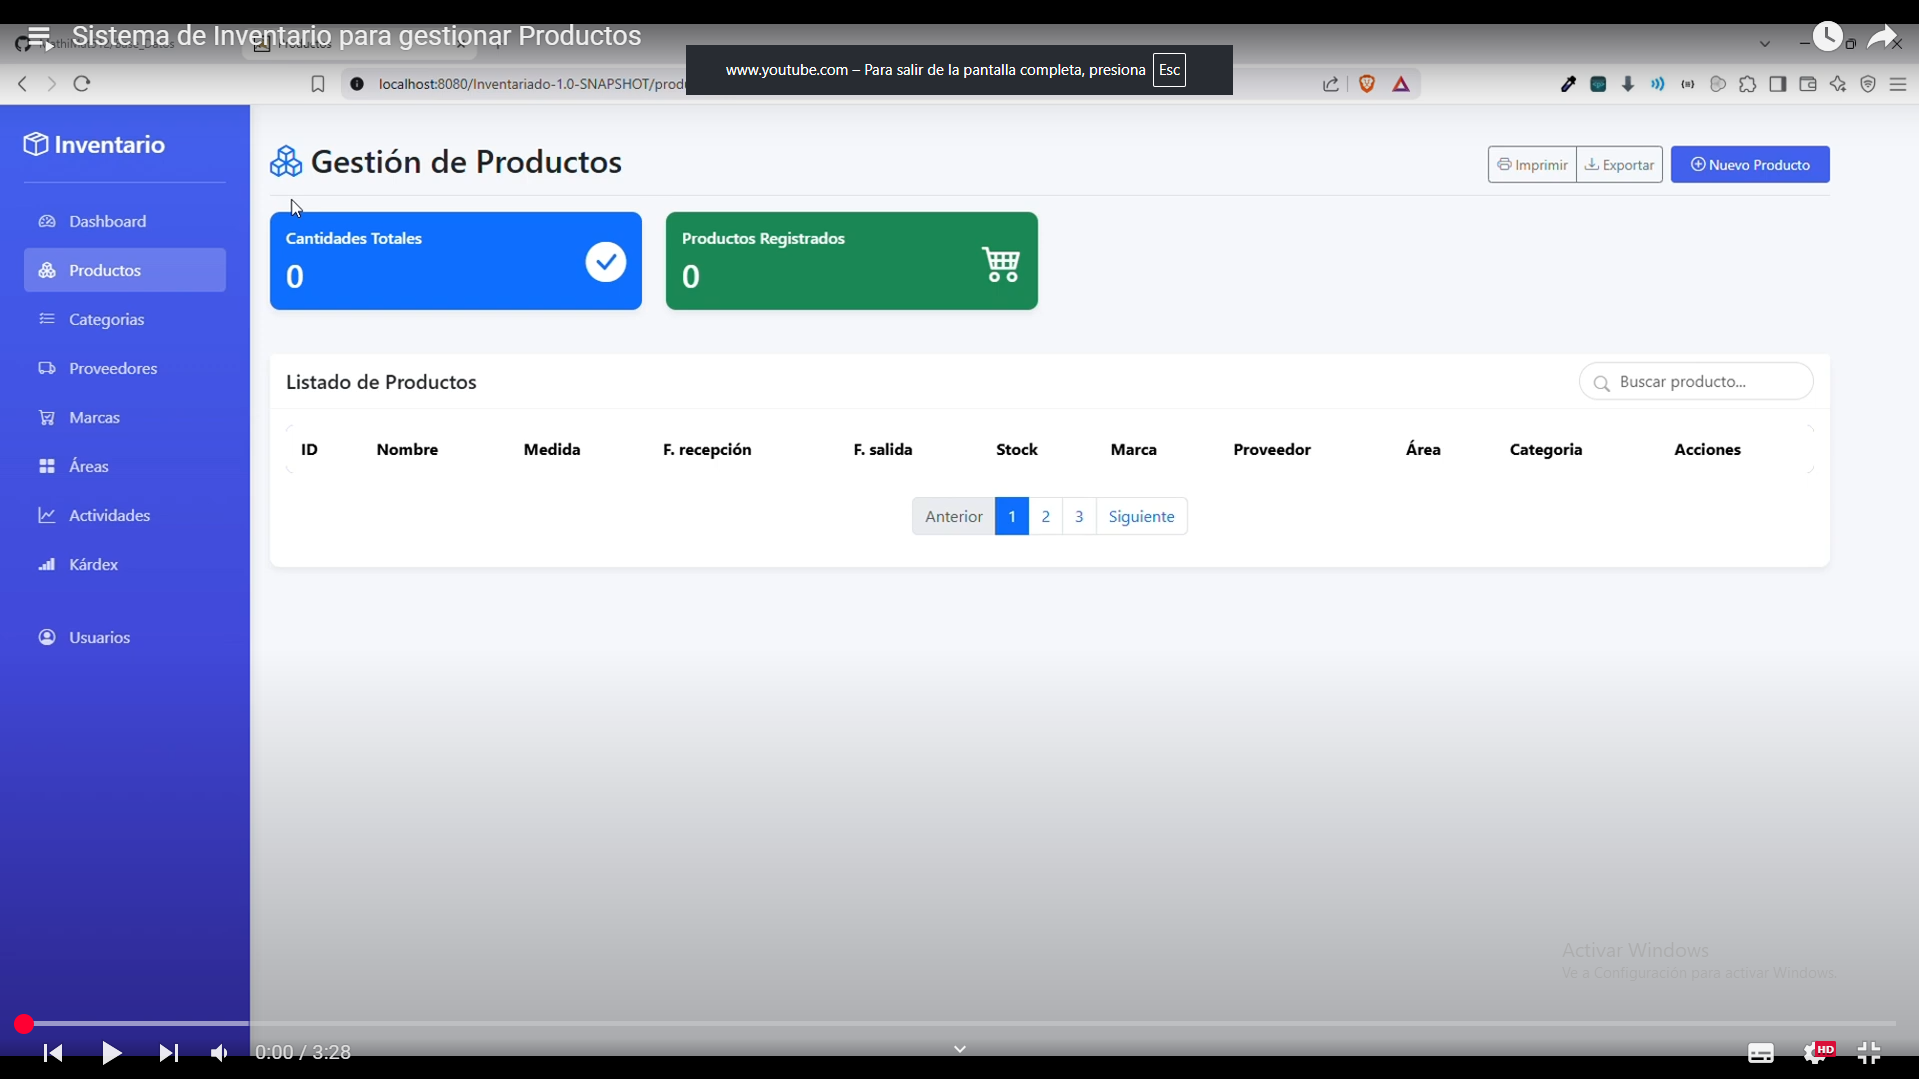 Sistema de Inventario para gestionar Productos
www.youtube.com – Para salir de la pantalla completa, presiona Esc
localhost:8080/Inventariado-1.0-SNAPSHOT/prod
Inventario
Gestión de Productos
Imprimir
Exportar
Nuevo Producto
Dashboard
Productos
Categorias
Proveedores
Marcas
Áreas
Actividades
Kárdex
Usuarios
Cantidades Totales
0
Productos Registrados
0
Listado de Productos
Buscar producto...
ID Nombre Medida F. recepción F. salida Stock Marca Proveedor Área Categoria Acciones
Anterior 1 2 3 Siguiente
Activar Windows
Ve a Configuración para activar Windows.
0:00 / 3:28
HD